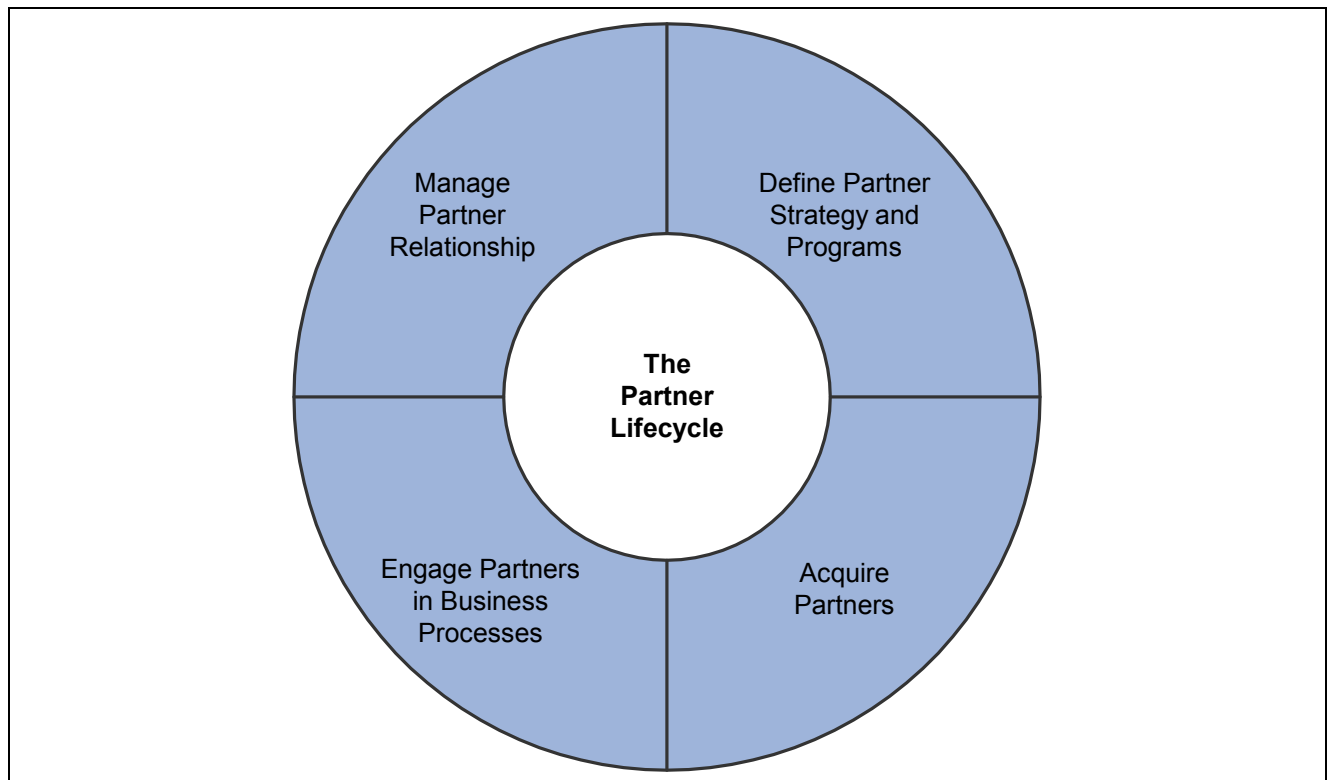 Manage
Partner
Relationship
Define Partner
Strategy and
Programs
The
Partner
Lifecycle
Engage Partners
in Business
Processes
Acquire
Partners